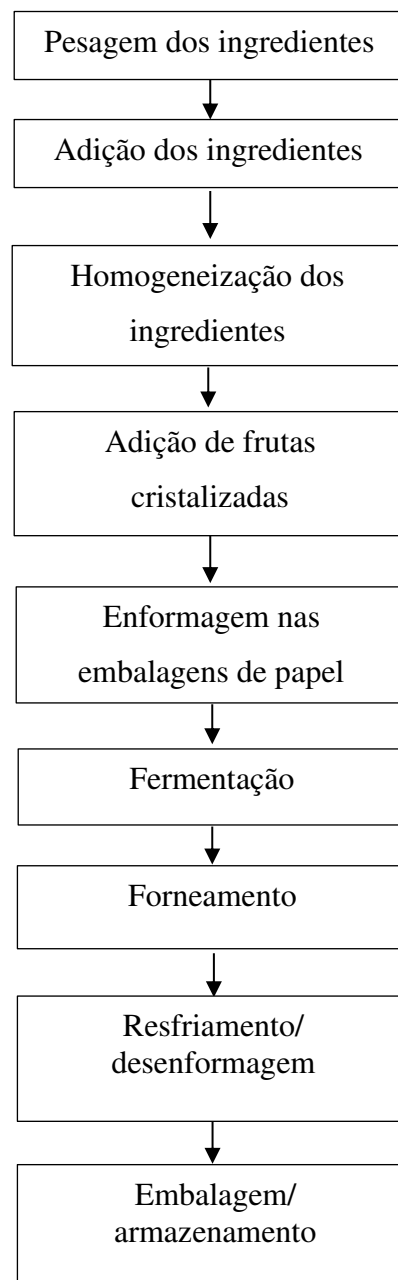 Pesagem dos ingredientes
Adição dos ingredientes
Homogeneização dos
ingredientes
Adição de frutas
cristalizadas
Enformagem nas
embalagens de papel
Fermentação
Forneamento
Resfriamento/
desenformagem
Embalagem/
armazenamento